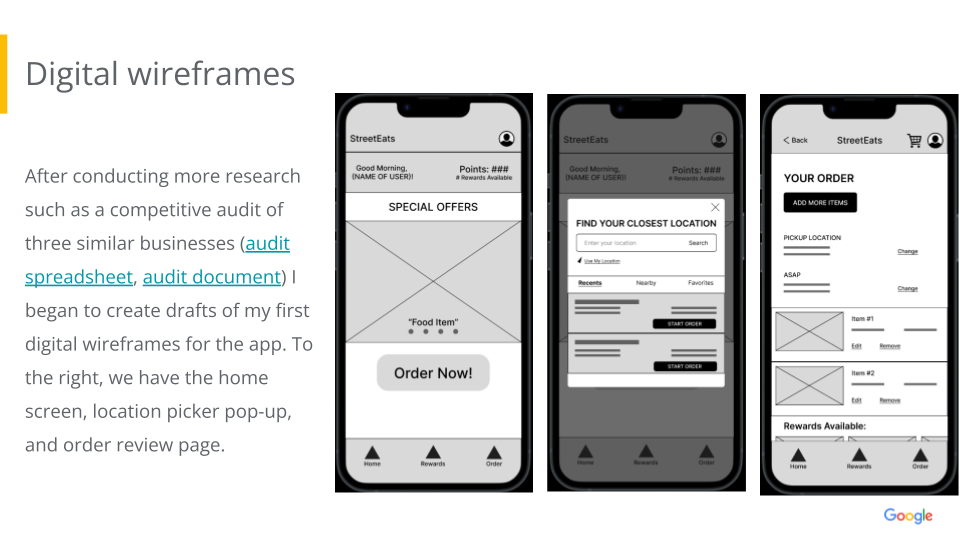 Digital wireframes
After conducting more research
such as a competitive audit of
three similar businesses (audit
spreadsheet, audit document) I
began to create drafts of my first
digital wireframes for the app. To
the right, we have the home
screen, location picker pop-up,
and order review page.
StreetEats
Good Morning,
(NAME OF USER)!
Points: ###
# Rewards Available
SPECIAL OFFERS
"Food Item"
Order Now!
Home
Rewards
Order
StreetEats
Good Morning,
(NAME OF USER)!
Points: ###
# Rewards Available
FIND YOUR CLOSEST LOCATION
Enter your location
Search
Use My Location
Recents
Nearby
Favorities
START ORDER
START ORDER
Home
Rewards
Order
< Back
StreetEats
YOUR ORDER
ADD MORE ITEMS
PICKUP LOCATION
Change
ASAP
Change
Item #1
Edit
Remove
Item #2
Edit
Remove
Rewards Available:
Home
Rewards
Order
Google